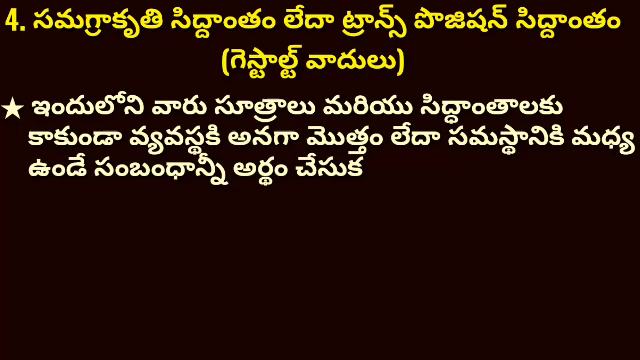 4. సమగ్రాకృతి సిద్దాంతం లేదా ట్రాన్స్ పొజిషన్ సిద్దాంతం
(గెస్టాల్ట్ వాదులు)
★ ఇందులోని వారు సూత్రాలు మరియు సిద్ధాంతాలకు
కాకుండా వ్యవస్థకి అనగా మొత్తం లేదా సమస్థానికి మధ్య
ఉండే సంబంధాన్నీ అర్థం చేసుక